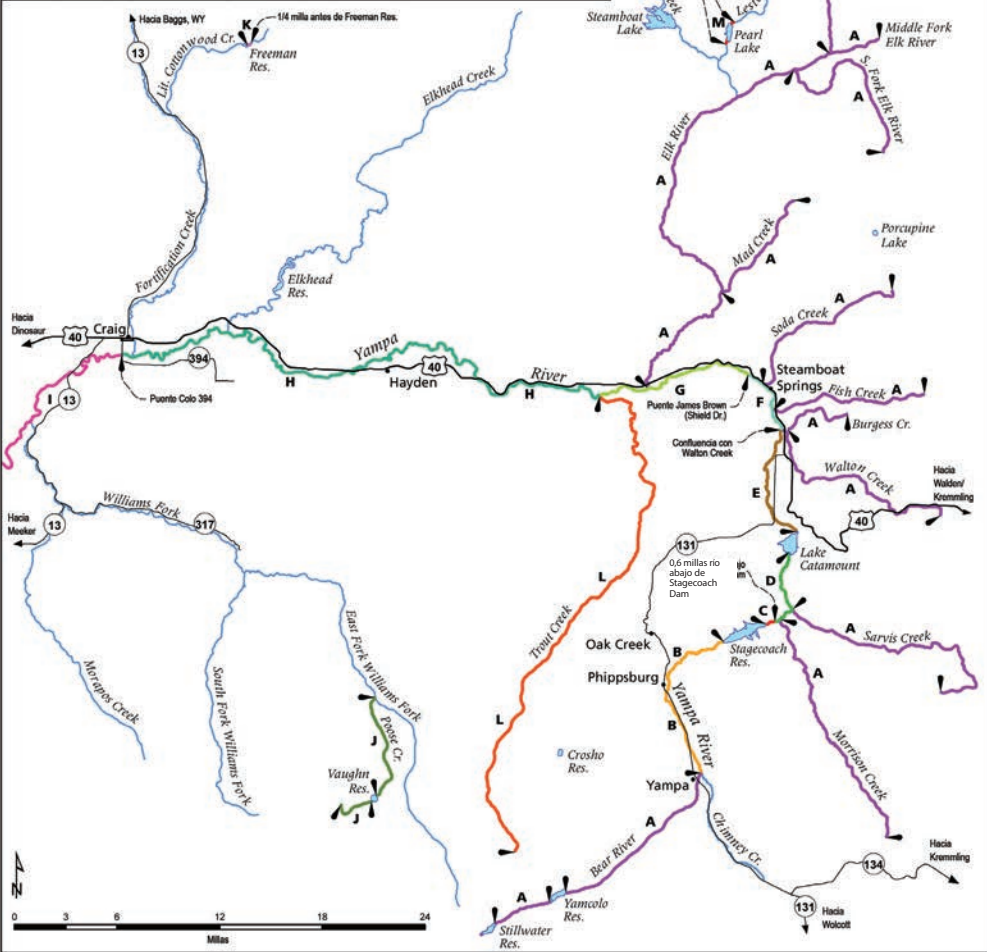 Hacia Baggs, WY
13
Lit. Cottonwood Cr.
K
1/4 milla antes de Freeman Res.
Freeman
Res.
Elkhead Creek
Steamboat
Lake
M
Pearl
Lake
Middle Fork
Elk River
A
A
S. Fork Elk River
A
Elk River
A
Mad Creek
A
Porcupine
Lake
Fortification Creek
Elkhead
Res.
Hacia
Dinosaur
40
Craig
394
Puente Colo 394
I
13
H
Yampa
Hayden
40
River
H
A
G
Puente James Brown
(Shield Dr.)
F
Soda Creek
A
Steamboat
Springs
Fish Creek
A
A
Burgess Cr.
Confluencia con
Walton Creek
Walton Creek
A
Hacia
Walden/
Kremmling
40
E
Lake
Catamount
131
0,6 millas río
abajo de
Stagecoach
Dam
D
C
Stagecoach
Res.
A
Sarvis Creek
A
Morrison Creek
Hacia
Meeker
13
Williams Fork
317
Morapos Creek
South Fork Williams Fork
East Fork Williams Fork
J
Poose Cr.
Vaughn
Res.
J
L
Trout Creek
L
Oak Creek
Phippsburg
B
Yampa River
B
Crosho
Res.
Yampa
A
Bear River
Chimney Cr.
A
Yamcolo
Res.
Stillwater
Res.
134
Hacia
Kremmling
131
Hacia
Wolcott
N
0 3 6 12 18 24
Millas